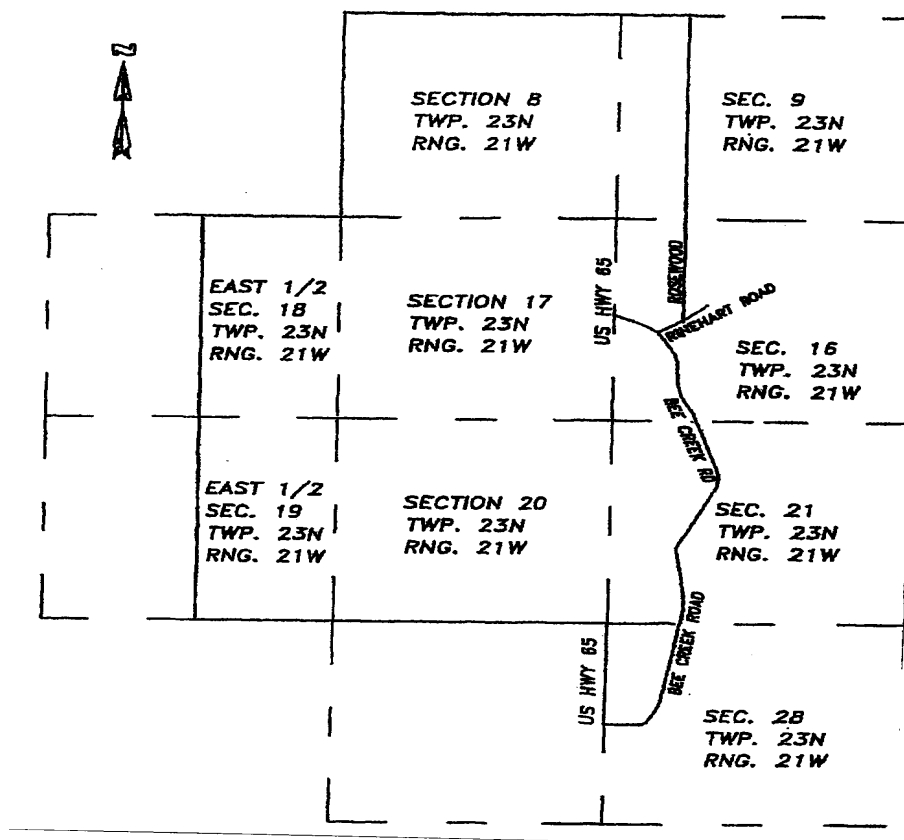 N
SECTION 8
TWP. 23N
RNG. 21W
SEC. 9
TWP. 23N
RNG. 21W
EAST 1/2
SEC. 18
TWP. 23N
RNG. 21W
SECTION 17
TWP. 23N
RNG. 21W
US HWY 65
ROSEWOOD
RINEHART ROAD
SEC. 16
TWP. 23N
RNG. 21W
BEE CREEK RD
EAST 1/2
SEC. 19
TWP. 23N
RNG. 21W
SECTION 20
TWP. 23N
RNG. 21W
SEC. 21
TWP. 23N
RNG. 21W
US HWY 65
BEE CREEK ROAD
SEC. 28
TWP. 23N
RNG. 21W